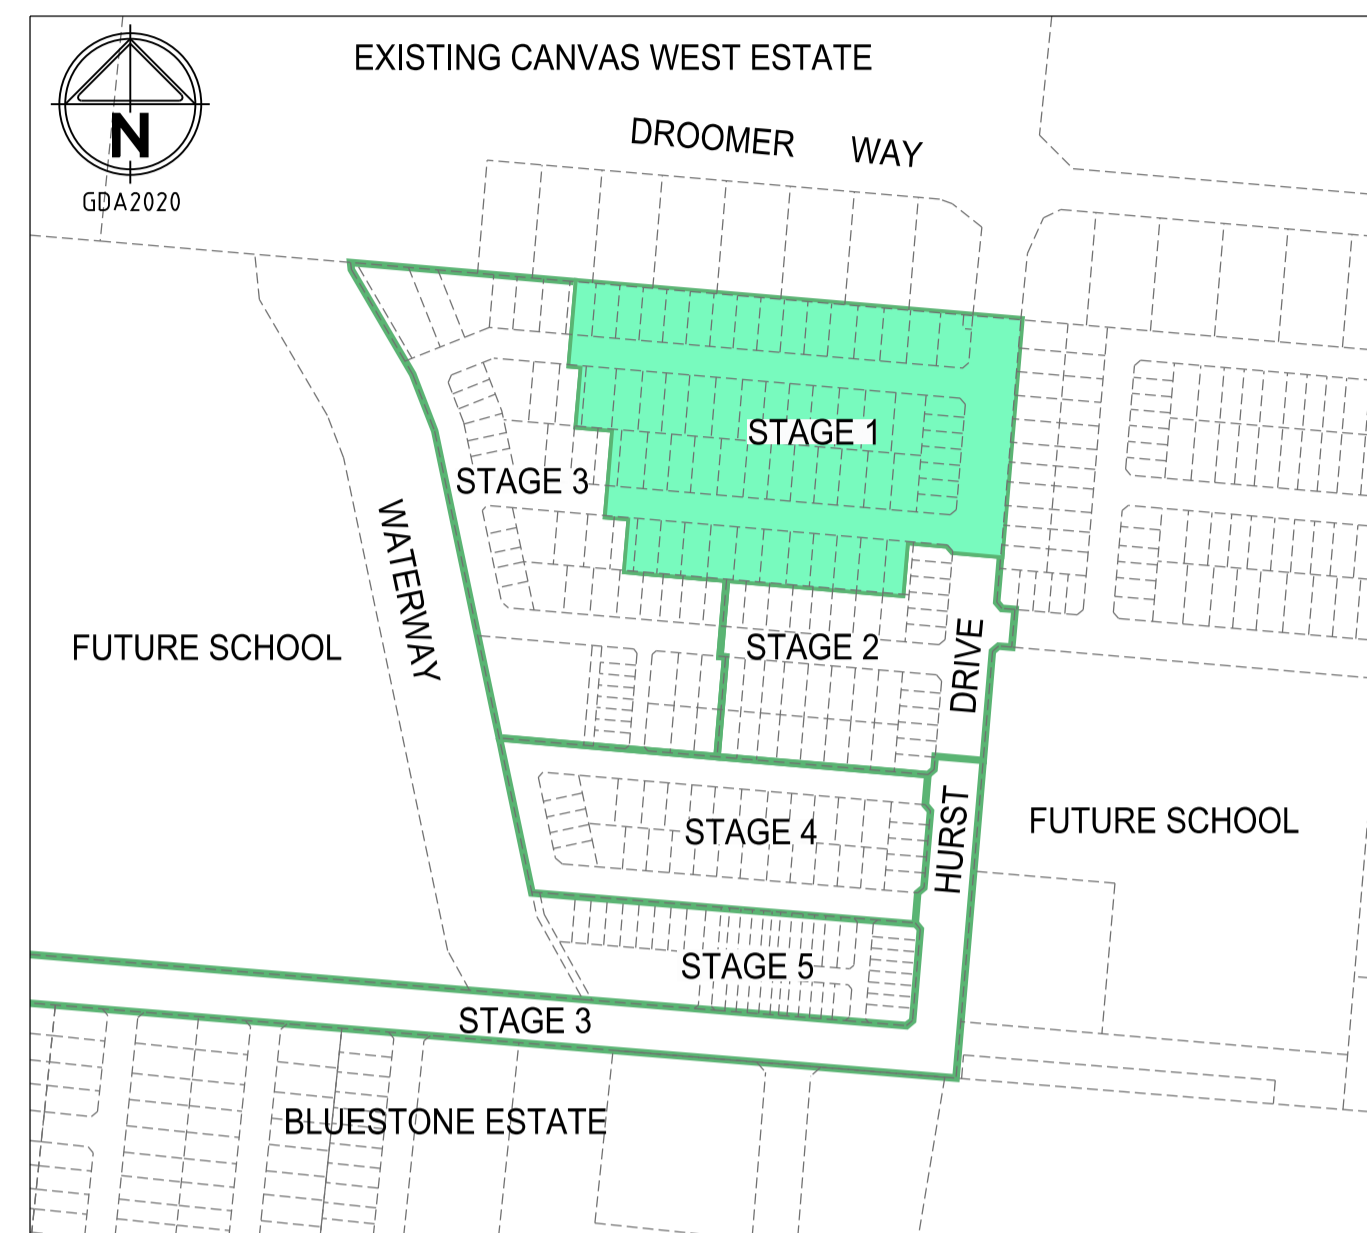 EXISTING CANVAS WEST ESTATE
N
GDA2020
DROOMER WAY
STAGE 1
STAGE 3
WATERWAY
FUTURE SCHOOL
STAGE 2
HURST DRIVE
FUTURE SCHOOL
STAGE 4
STAGE 5
STAGE 3
BLUESTONE ESTATE